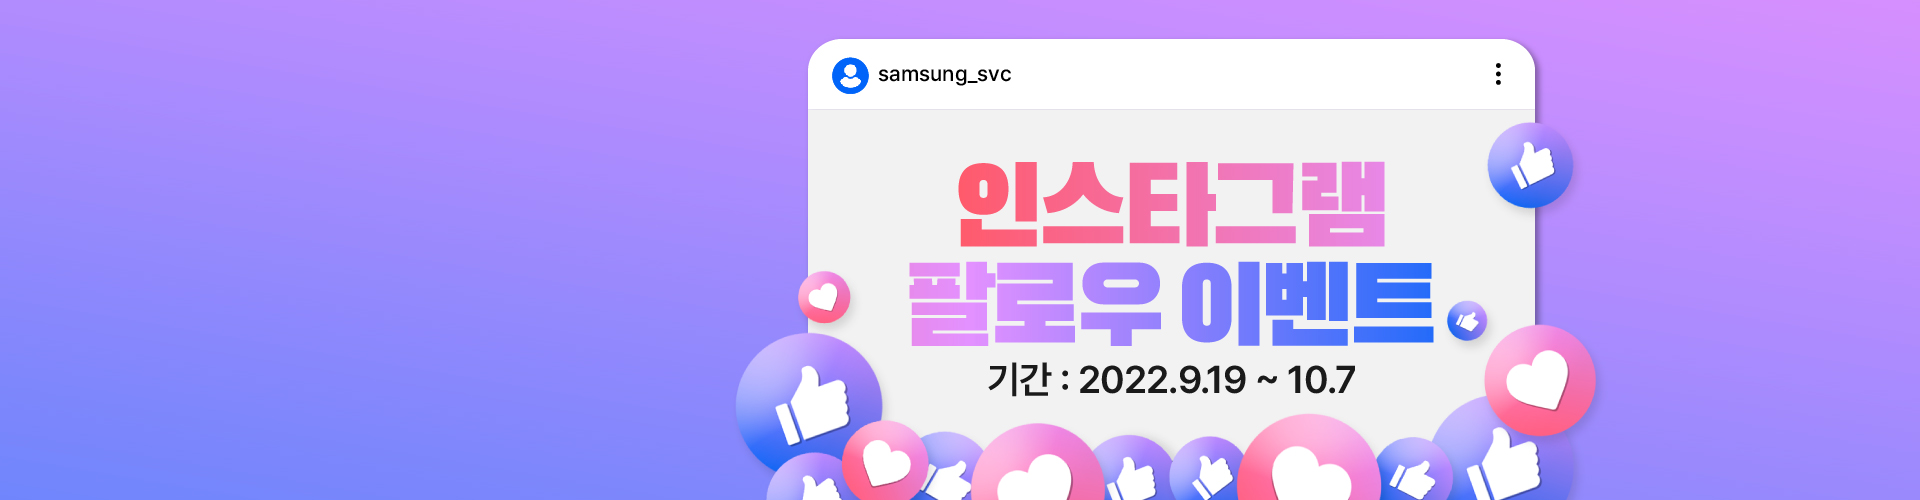 samsung_svc
인스타그램
팔로우 이벤트
기간 : 2022.9.19 ~ 10.7